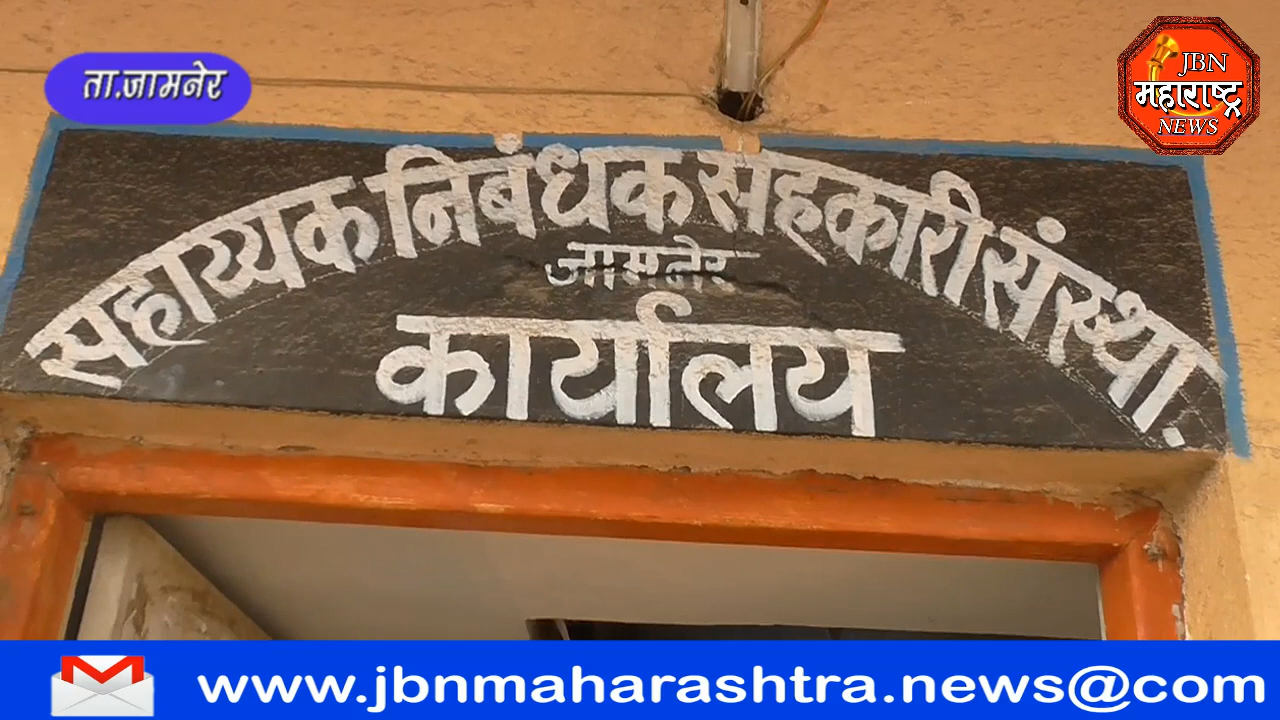 ता.जामनेर
JBN
महाराष्ट्र
NEWS
सहाय्यक निबंधक सहकारी संस्था.
जामनेर
कार्यालय
www.jbnmaharashtra.news@com